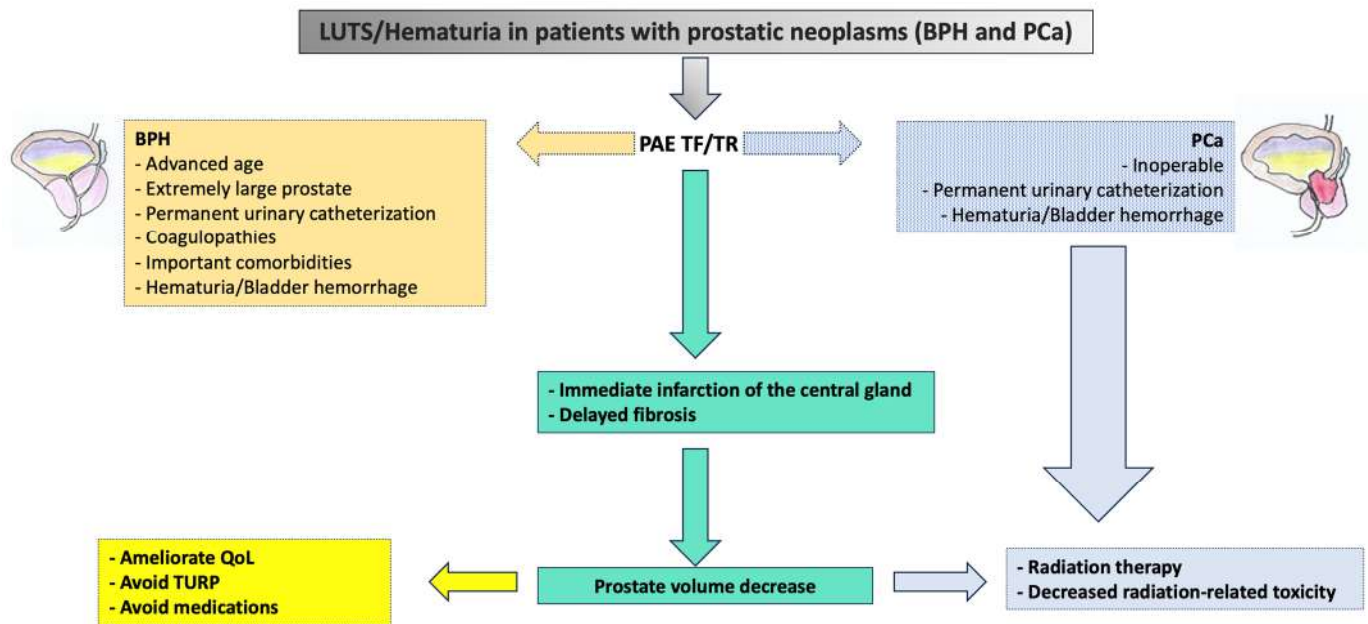 LUTS/Hematuria in patients with prostatic neoplasms (BPH and PCa)
BPH
- Advanced age
- Extremely large prostate
- Permanent urinary catheterization
- Coagulopathies
- Important comorbidities
- Hematuria/Bladder hemorrhage
PAE TF/TR
PCa
- Inoperable
- Permanent urinary catheterization
- Hematuria/Bladder hemorrhage
- Immediate infarction of the central gland
- Delayed fibrosis
- Ameliorate QoL
- Avoid TURP
- Avoid medications
Prostate volume decrease
- Radiation therapy
- Decreased radiation-related toxicity